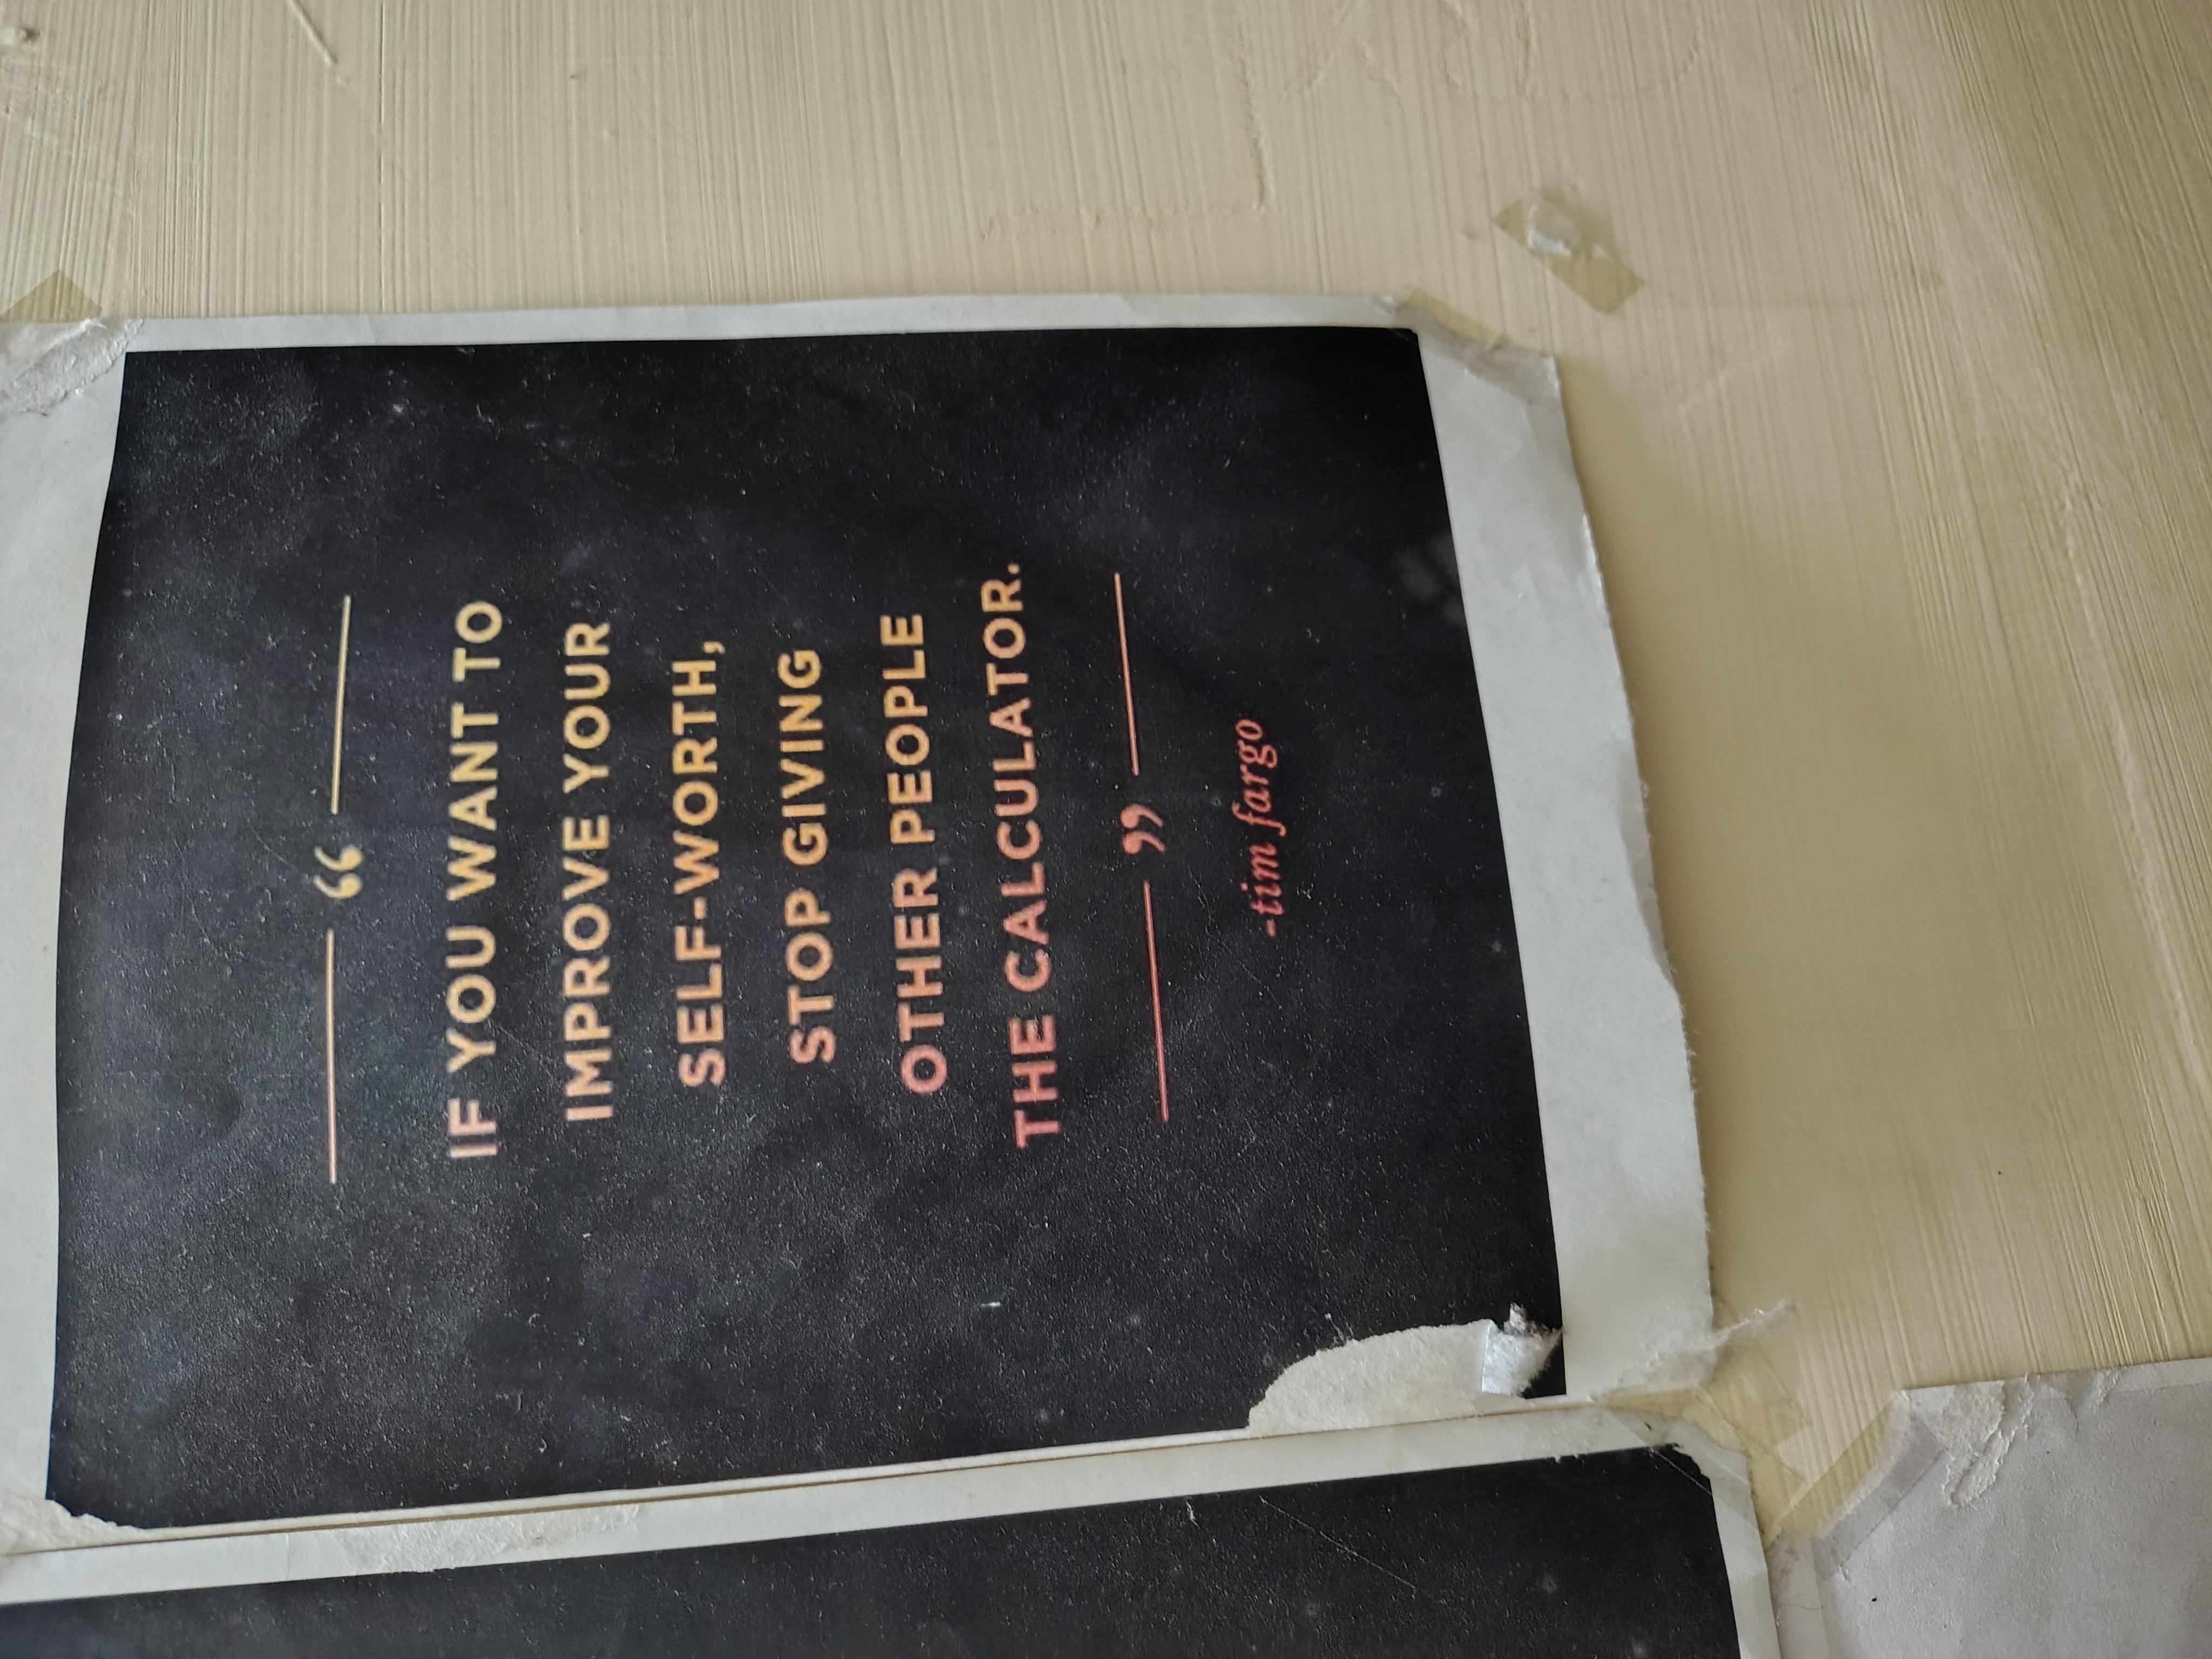 “
IF YOU WANT TO
IMPROVE YOUR
SELF-WORTH,
STOP GIVING
OTHER PEOPLE
THE CALCULATOR.
”
-tim fargo